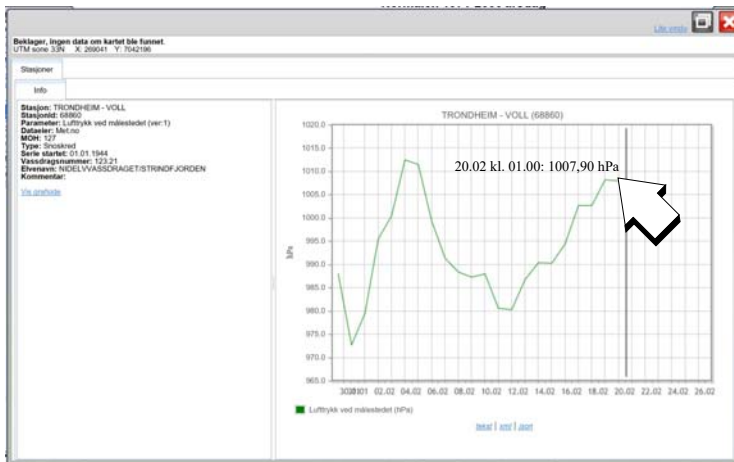 Beklager, ingen data om kartet ble funnet.
UTM sone 33N X: 269041 Y: 7042196
Stasjoner
Info
Stasjon: TRONDHEIM - VOLL
StasjonId: 68860
Parameter: Lufttrykk ved målestedet (ver:1)
Dataeier: Met.no
MOH: 127
Type: Snoskred
Serie startet: 01.01.1944
Vassdragsnummer: 123.21
Elvenavn: NIDELVVASSDRAGET/STRINDFJORDEN
Kommentar:
TRONDHEIM - VOLL (68860)
1020.0
1015.0
1010.0
20.02 kl. 01.00: 1007,90 hPa
1005.0
1000.0
995.0
hPa
990.0
985.0
980.0
975.0
970.0
965.0
02.02 04.02 06.02 08.02 10.02 12.02 14.02 16.02 18.02 20.02 22.02 24.02 26.02
Lufttrykk ved målestedet (hPa)
tekst | xml | json